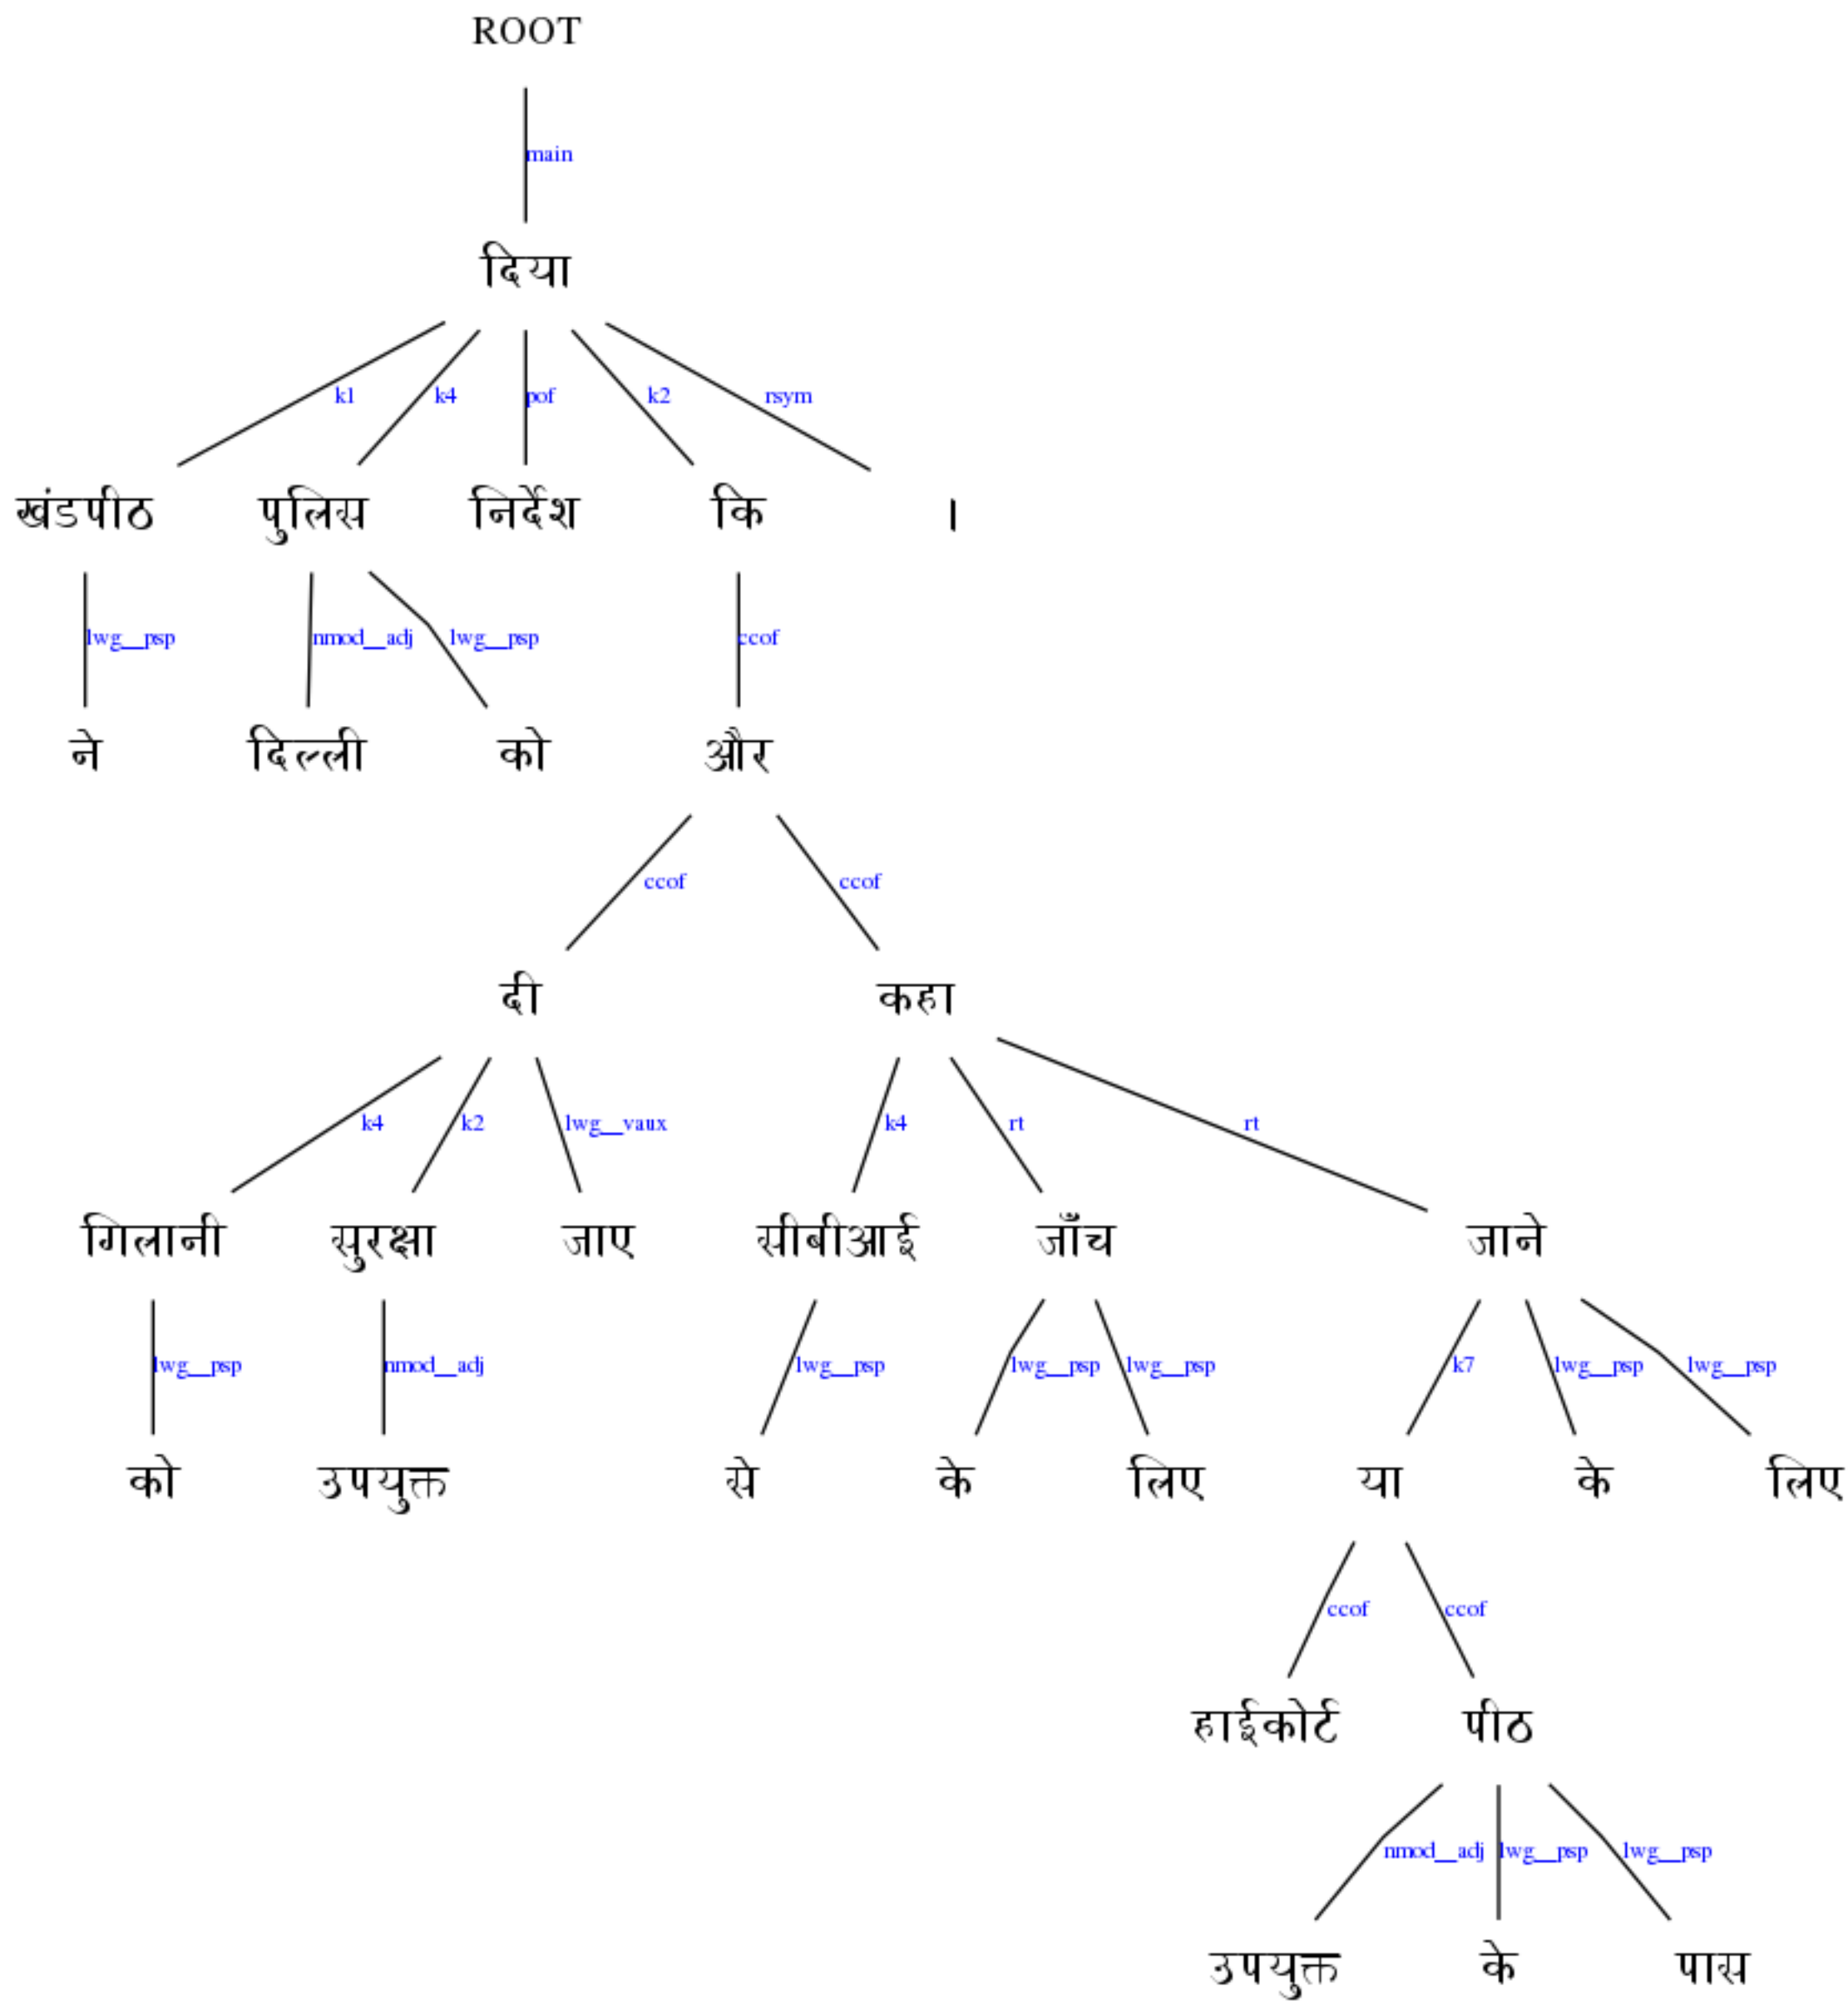 ROOT
main
दिया
k1 k4 pof k2 rsym
खंडपीठ पुलिस निर्देश कि ।
lwg__psp nmod__adj lwg__psp ccof
ने दिल्ली को और
ccof ccof
दी कहा
k4 k2 lwg__vaux k4 rt rt
गिलानी सुरक्षा जाए सीबीआई जाँच जाने
lwg__psp nmod__adj lwg__psp lwg__psp lwg__psp k7 lwg__psp lwg__psp
को उपयुक्त से के लिए या के लिए
ccof ccof
हाईकोर्ट पीठ
nmod__adj lwg__psp lwg__psp
उपयुक्त के पास